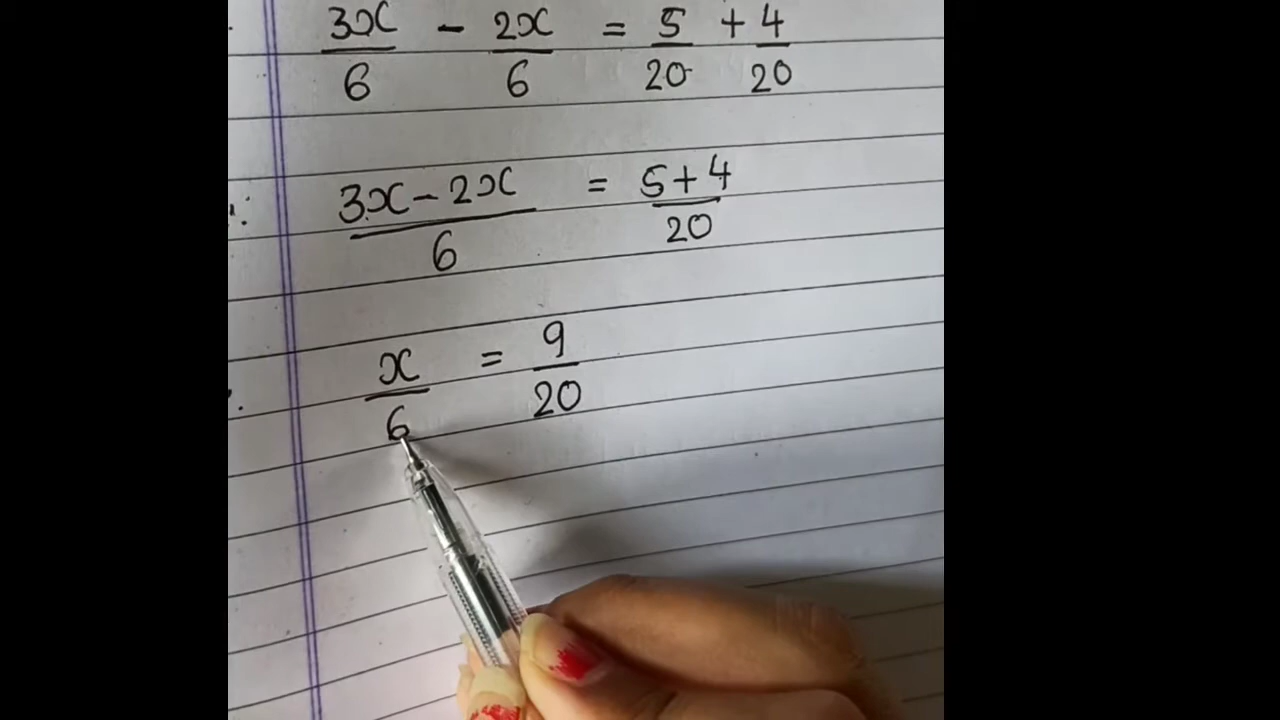 3x/6 - 2x/6 = 5/20 + 4/20
∴ 3x - 2x/6 = 5 + 4/20
x/6 = 9/20